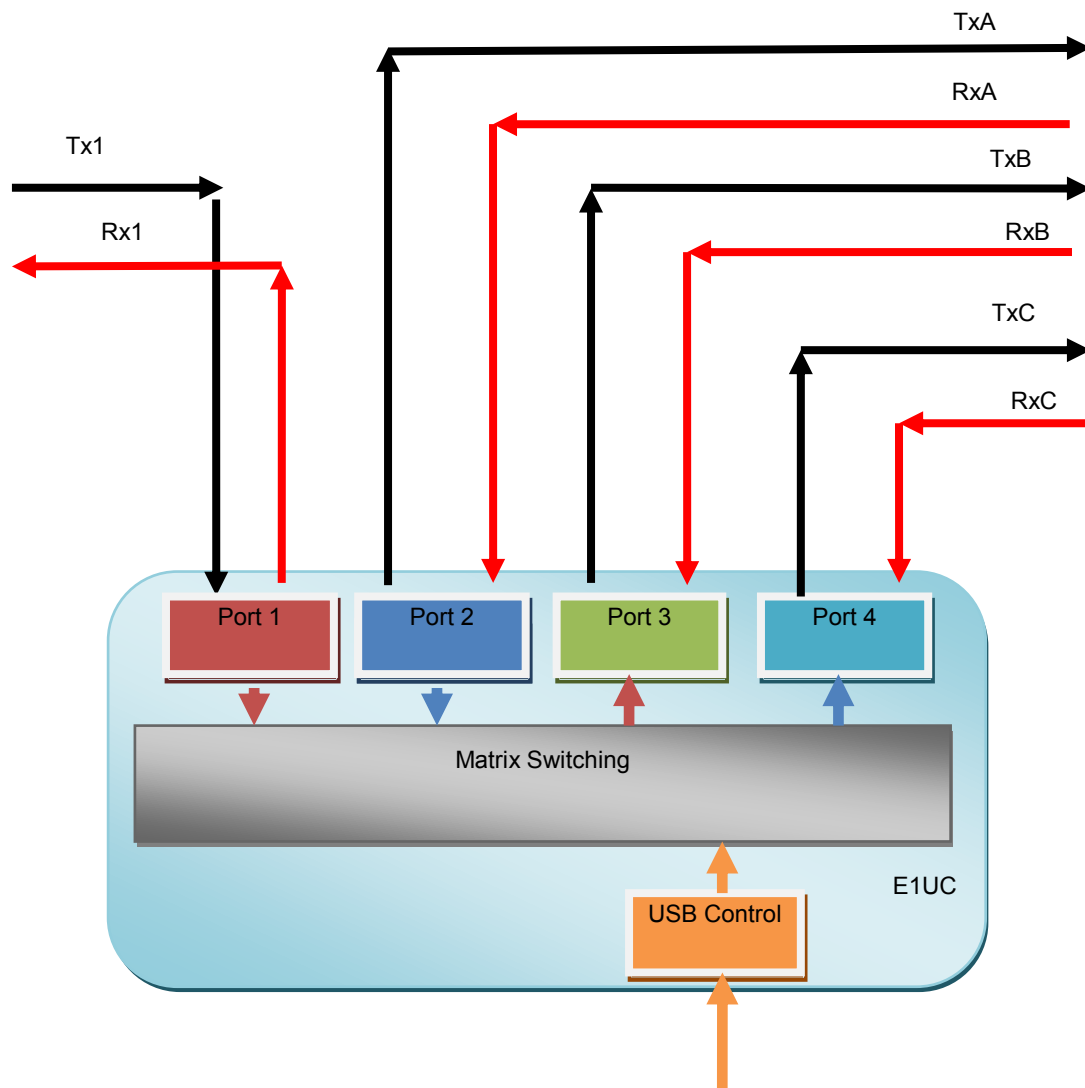 TxA
RxA
Tx1
TxB
Rx1
RxB
TxC
RxC
Port 1
Port 2
Port 3
Port 4
Matrix Switching
E1UC
USB Control